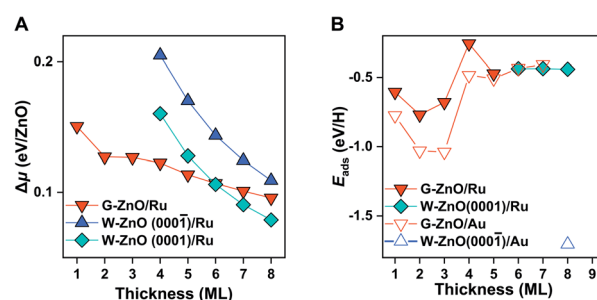 A
Δμ (eV/ZnO)
0.2
0.1
G-ZnO/Ru
W-ZnO (0001̅)/Ru
W-ZnO (0001)/Ru
1 2 3 4 5 6 7 8
Thickness (ML)
B
E_ads (eV/H)
-0.5
-1.0
-1.5
G-ZnO/Ru
W-ZnO(0001)/Ru
G-ZnO/Au
W-ZnO(0001̅)/Au
1 2 3 4 5 6 7 8 9
Thickness (ML)